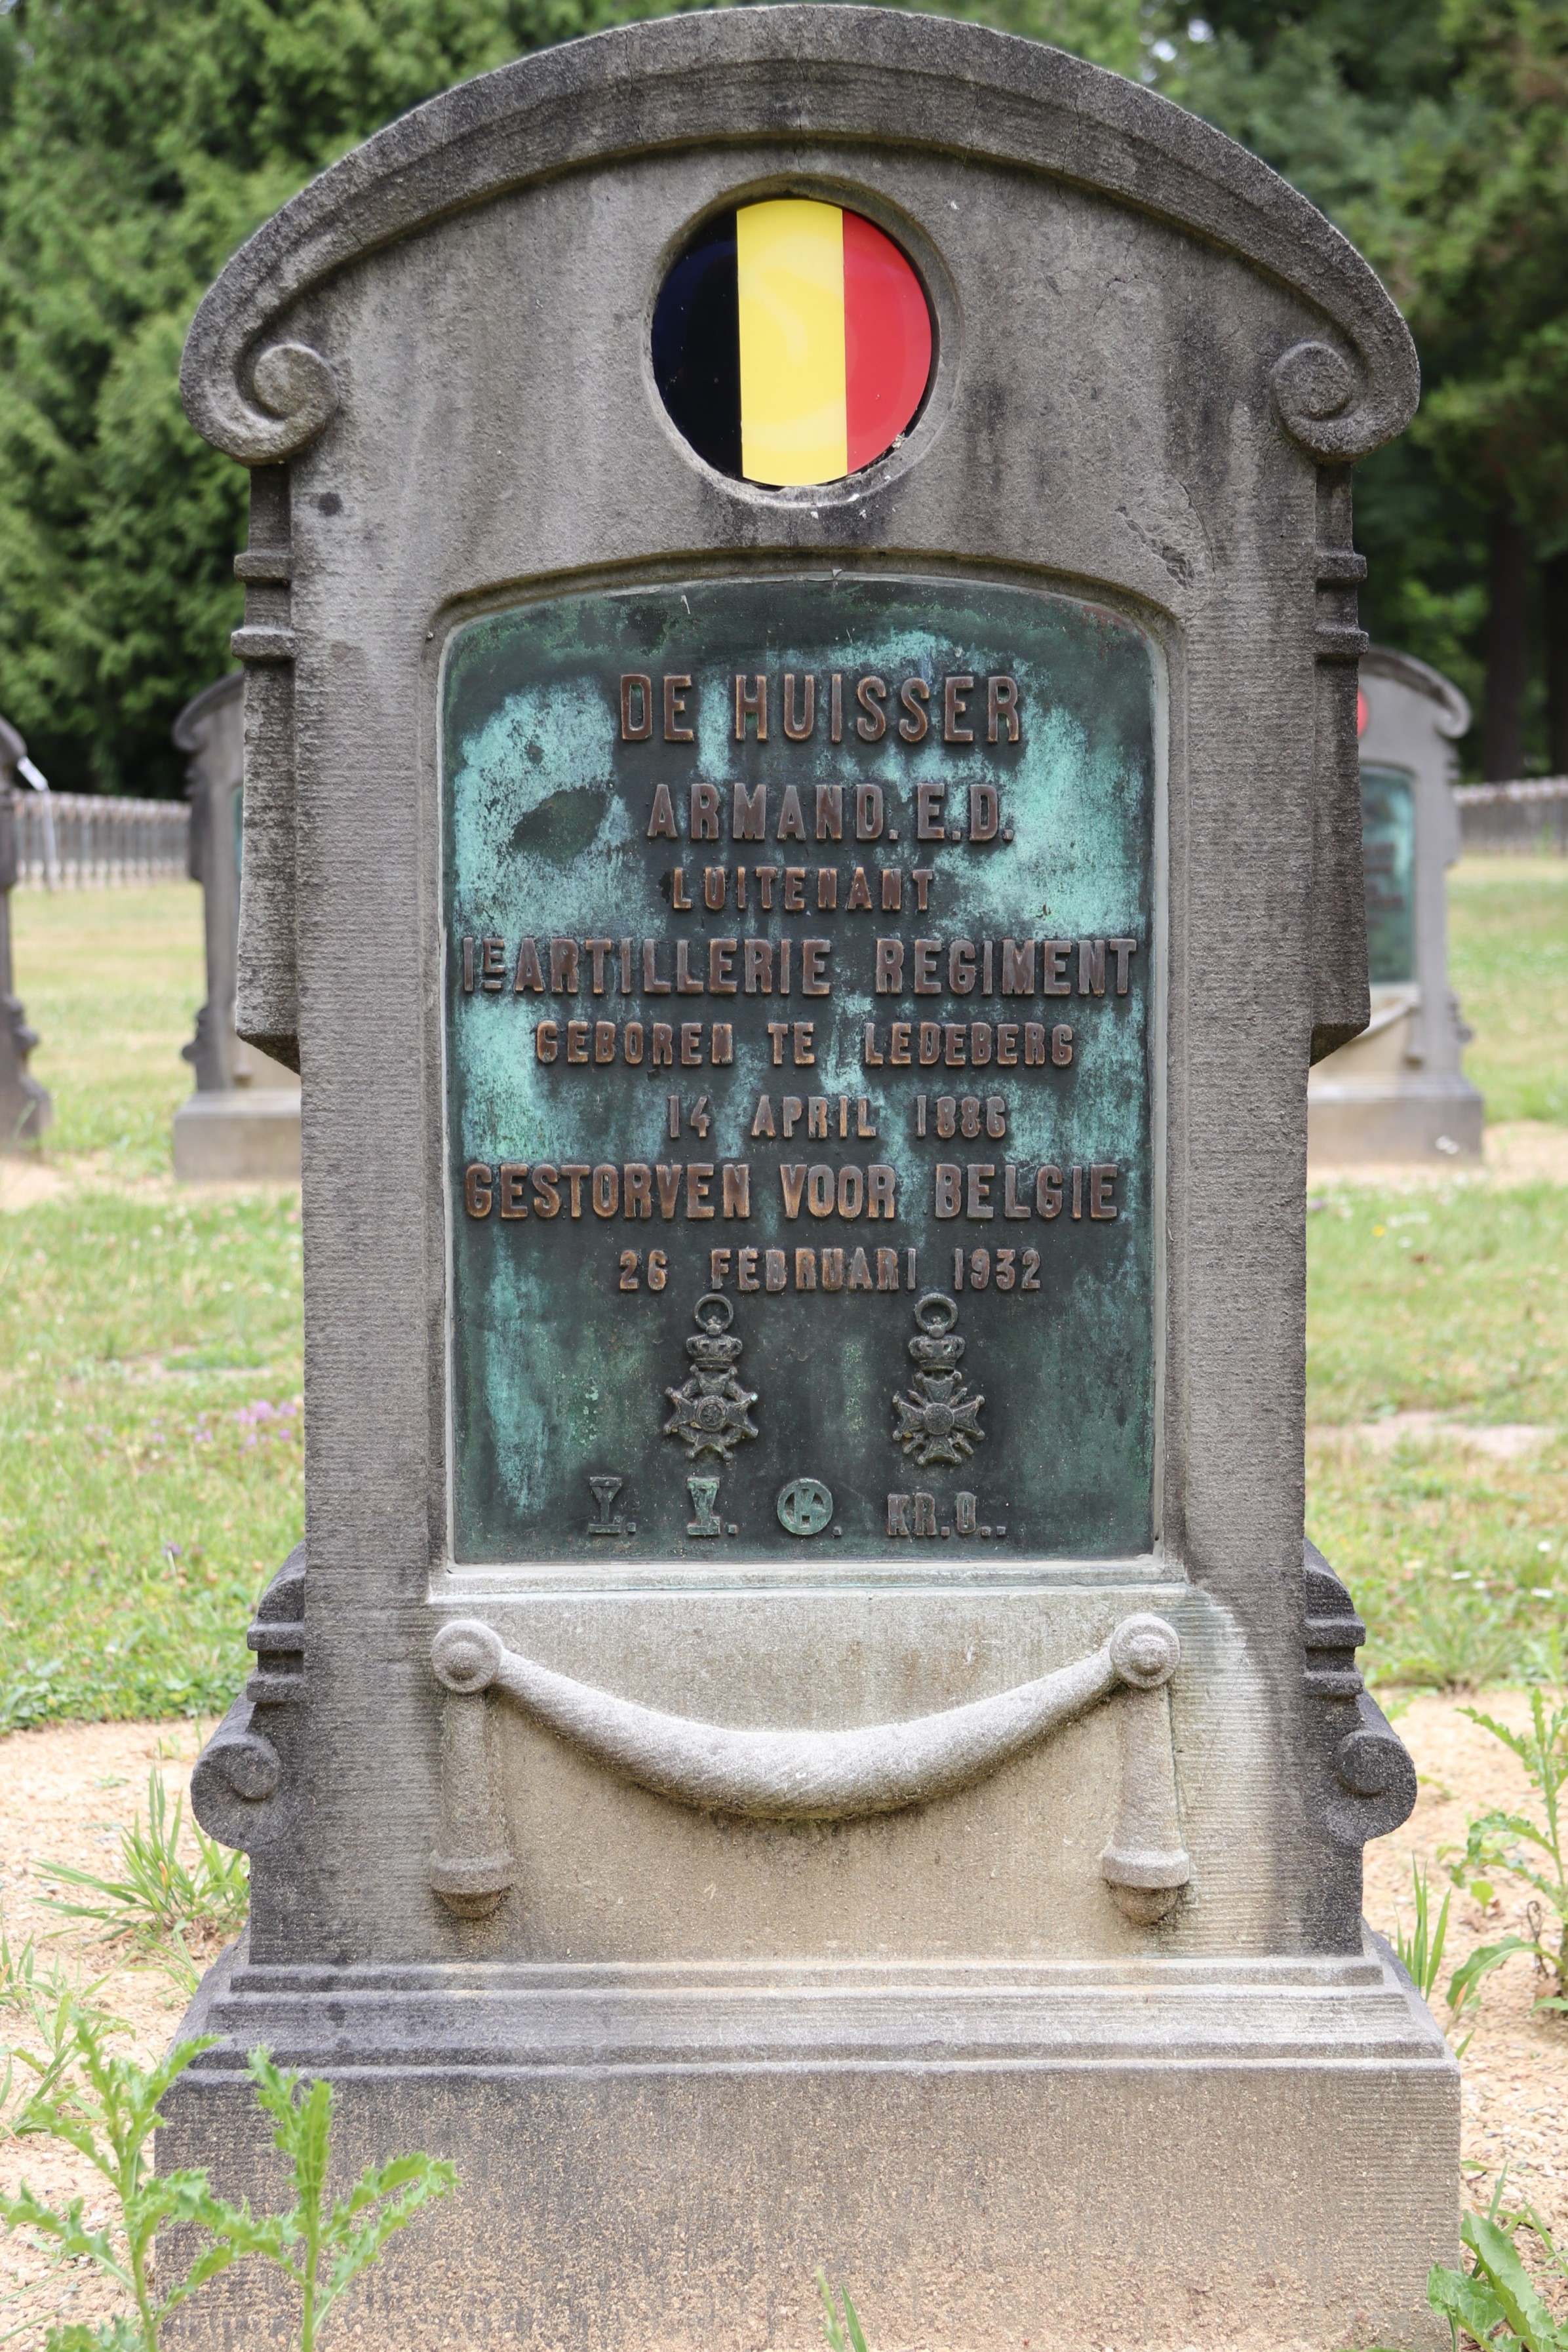 DE HUISSER
ARMAND. E. D.
LUITENANT
1E ARTILLERIE REGIMENT
GEBOREN TE LEDEBERG
14 APRIL 1886
GESTORVEN VOOR BELGIE
26 FEBRUARI 1932
KR. O..